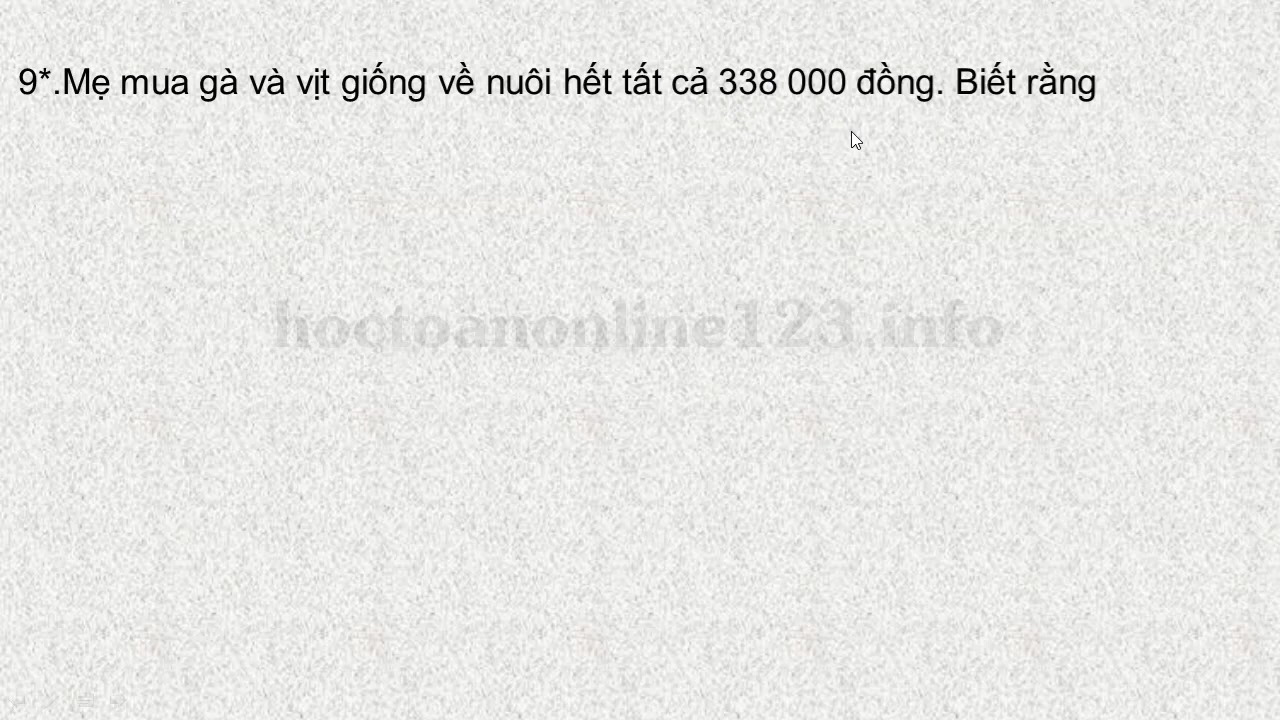 9*.Mẹ mua gà và vịt giống về nuôi hết tất cả 338 000 đồng. Biết rằng
hoctoanonline123.info